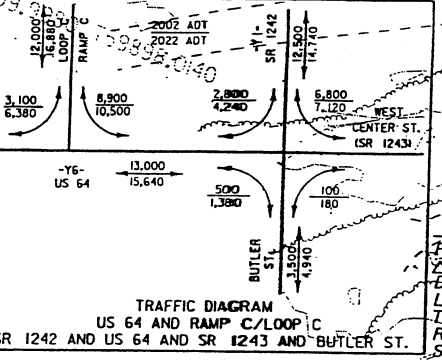 2002 ADT
2022 ADT
12,000
16,880
LOOP C
RAMP C
-Y1-
SR 1242
12,500
14,740
3,100
6,380
8,900
10,500
2,800
4,240
6,800
7,120
WEST
CENTER ST.
(SR 1243)
-Y6-
US 64
13,000
15,640
500
1,380
100
180
BUTLER
ST.
3,500
4,940
TRAFFIC DIAGRAM
US 64 AND RAMP C/LOOP C
SR 1242 AND US 64 AND SR 1243 AND BUTLER ST.